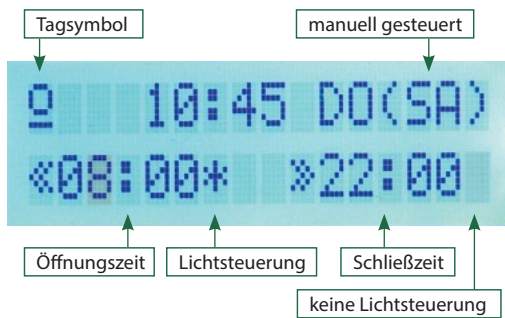 Tagsymbol manuell gesteuert
o 10:45 DO(SA)
«08:00* »22:00
Öffnungszeit Lichtsteuerung Schließzeit
keine Lichtsteuerung